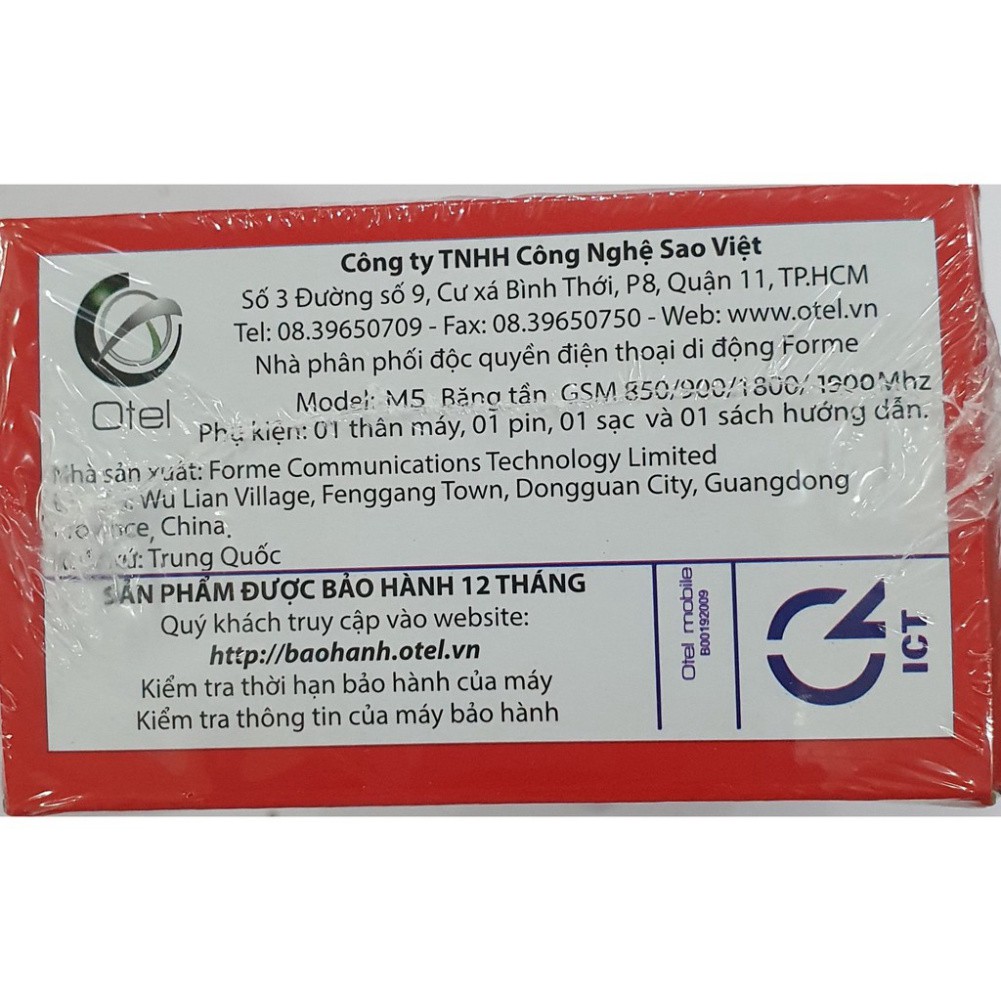 Công ty TNHH Công Nghệ Sao Việt
Số 3 Đường số 9, Cư xá Bình Thới, P8, Quận 11, TP.HCM
Tel: 08.39650709 - Fax: 08.39650750 - Web: www.otel.vn
Nhà phân phối độc quyền điện thoại di động Forme
Model: M5 Băng tần GSM 850/900/1800/1900Mhz
Phụ kiện: 01 thân máy, 01 pin, 01 sạc và 01 sách hướng dẫn.
Otel
Nhà sản xuất: Forme Communications Technology Limited
Wu Lian Village, Fenggang Town, Dongguan City, Guangdong
Province, China.
xứ: Trung Quốc
SẢN PHẨM ĐƯỢC BẢO HÀNH 12 THÁNG
Quý khách truy cập vào website:
http://baohanh.otel.vn
Kiểm tra thời hạn bảo hành của máy
Kiểm tra thông tin của máy bảo hành
Otel mobile
B00192009
ICT